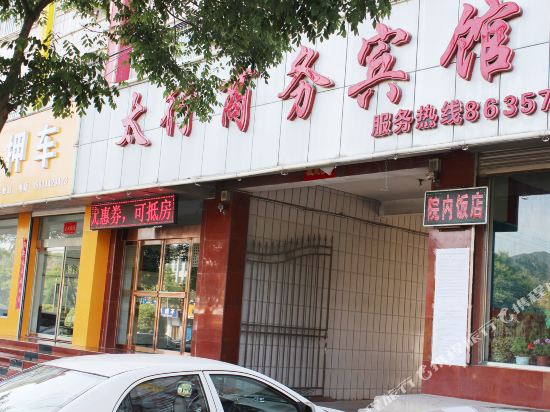 太行商务宾馆
服务热线86357
押车
优惠券，可抵房
院内饭店